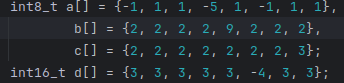 int8_t a[] = {-1, 1, 1, -5, 1, -1, 1, 1},
b[] = {2, 2, 2, 2, 9, 2, 2, 2},
c[] = {2, 2, 2, 2, 2, 2, 2, 3};
int16_t d[] = {3, 3, 3, 3, 3, -4, 3, 3};